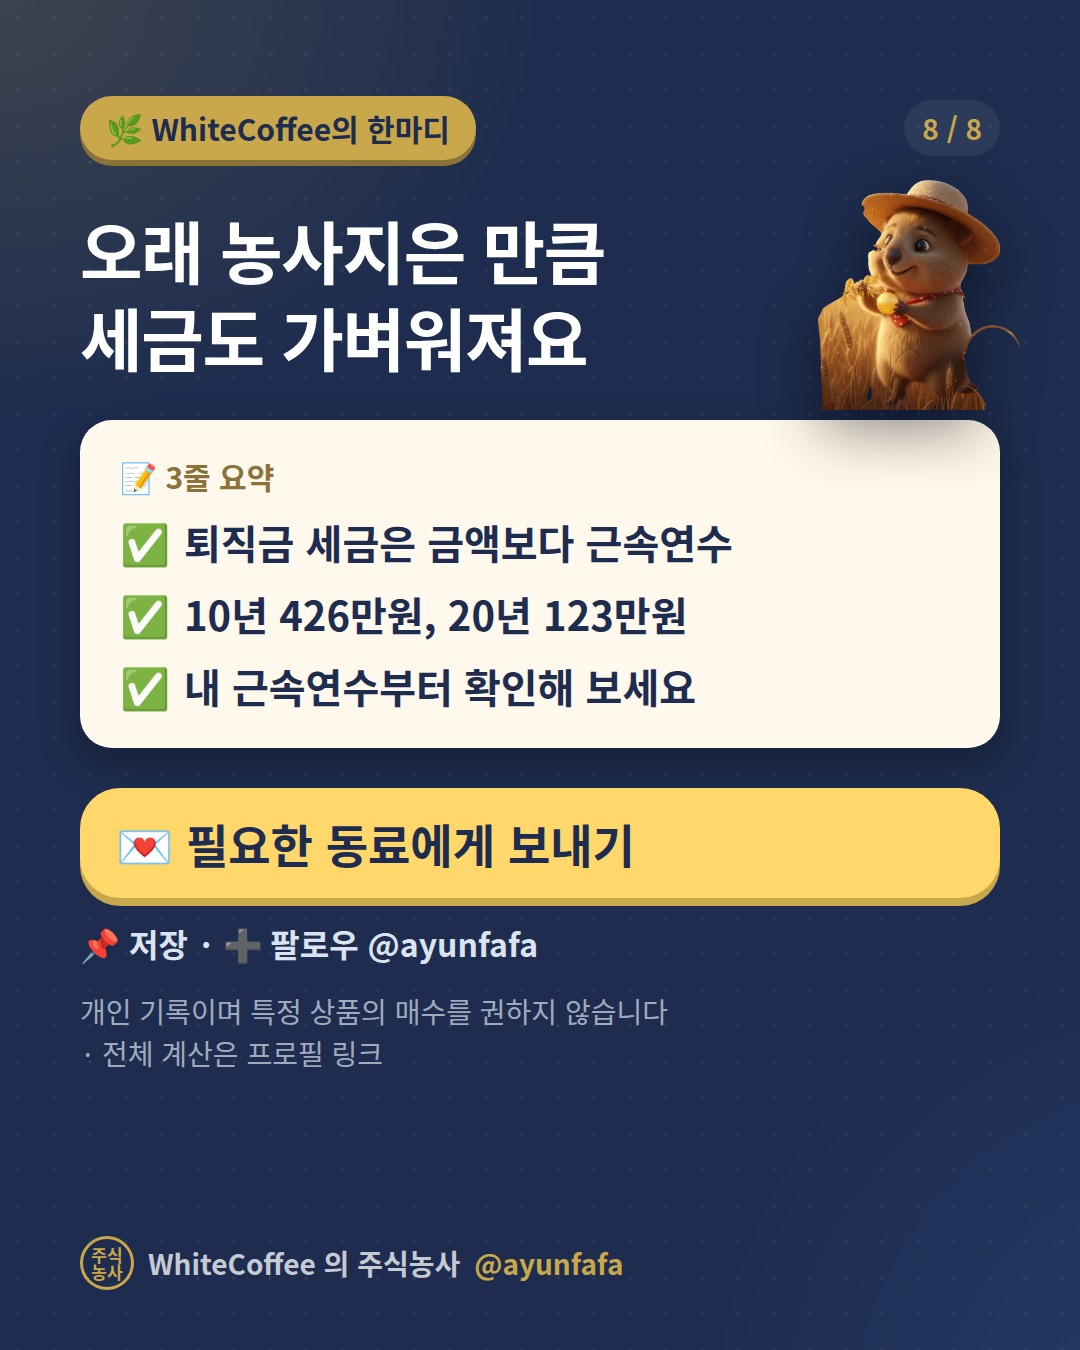 🌿 WhiteCoffee의 한마디
8 / 8
오래 농사지은 만큼
세금도 가벼워져요
📝 3줄 요약
✅ 퇴직금 세금은 금액보다 근속연수
✅ 10년 426만원, 20년 123만원
✅ 내 근속연수부터 확인해 보세요
💌 필요한 동료에게 보내기
📌 저장 · ➕ 팔로우 @ayunfafa
개인 기록이며 특정 상품의 매수를 권하지 않습니다
· 전체 계산은 프로필 링크
주식
농사
WhiteCoffee 의 주식농사 @ayunfafa